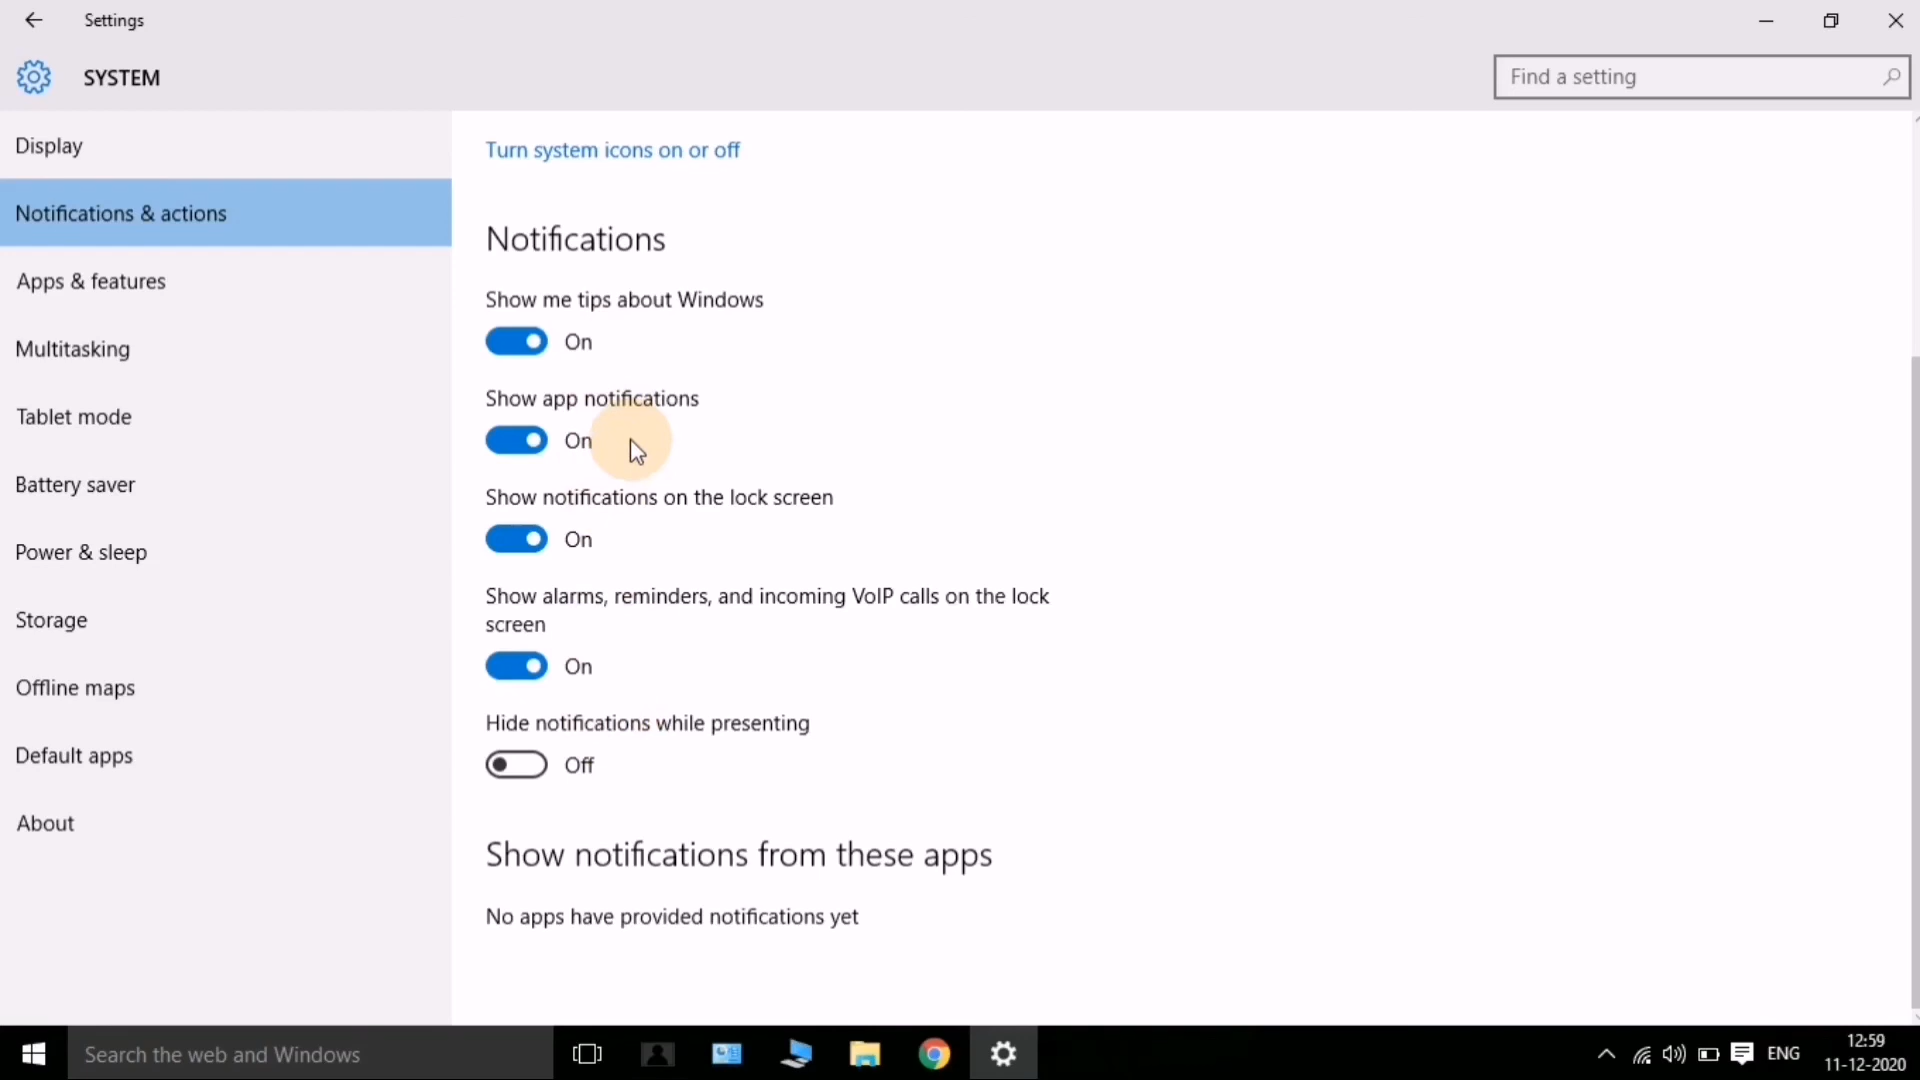 Settings
SYSTEM
Find a setting
Display
Notifications & actions
Apps & features
Multitasking
Tablet mode
Battery saver
Power & sleep
Storage
Offline maps
Default apps
About
Turn system icons on or off
Notifications
Show me tips about Windows
On
Show app notifications
On
Show notifications on the lock screen
On
Show alarms, reminders, and incoming VoIP calls on the lock
screen
On
Hide notifications while presenting
Off
Show notifications from these apps
No apps have provided notifications yet
Search the web and Windows
ENG
12:59
11-12-2020